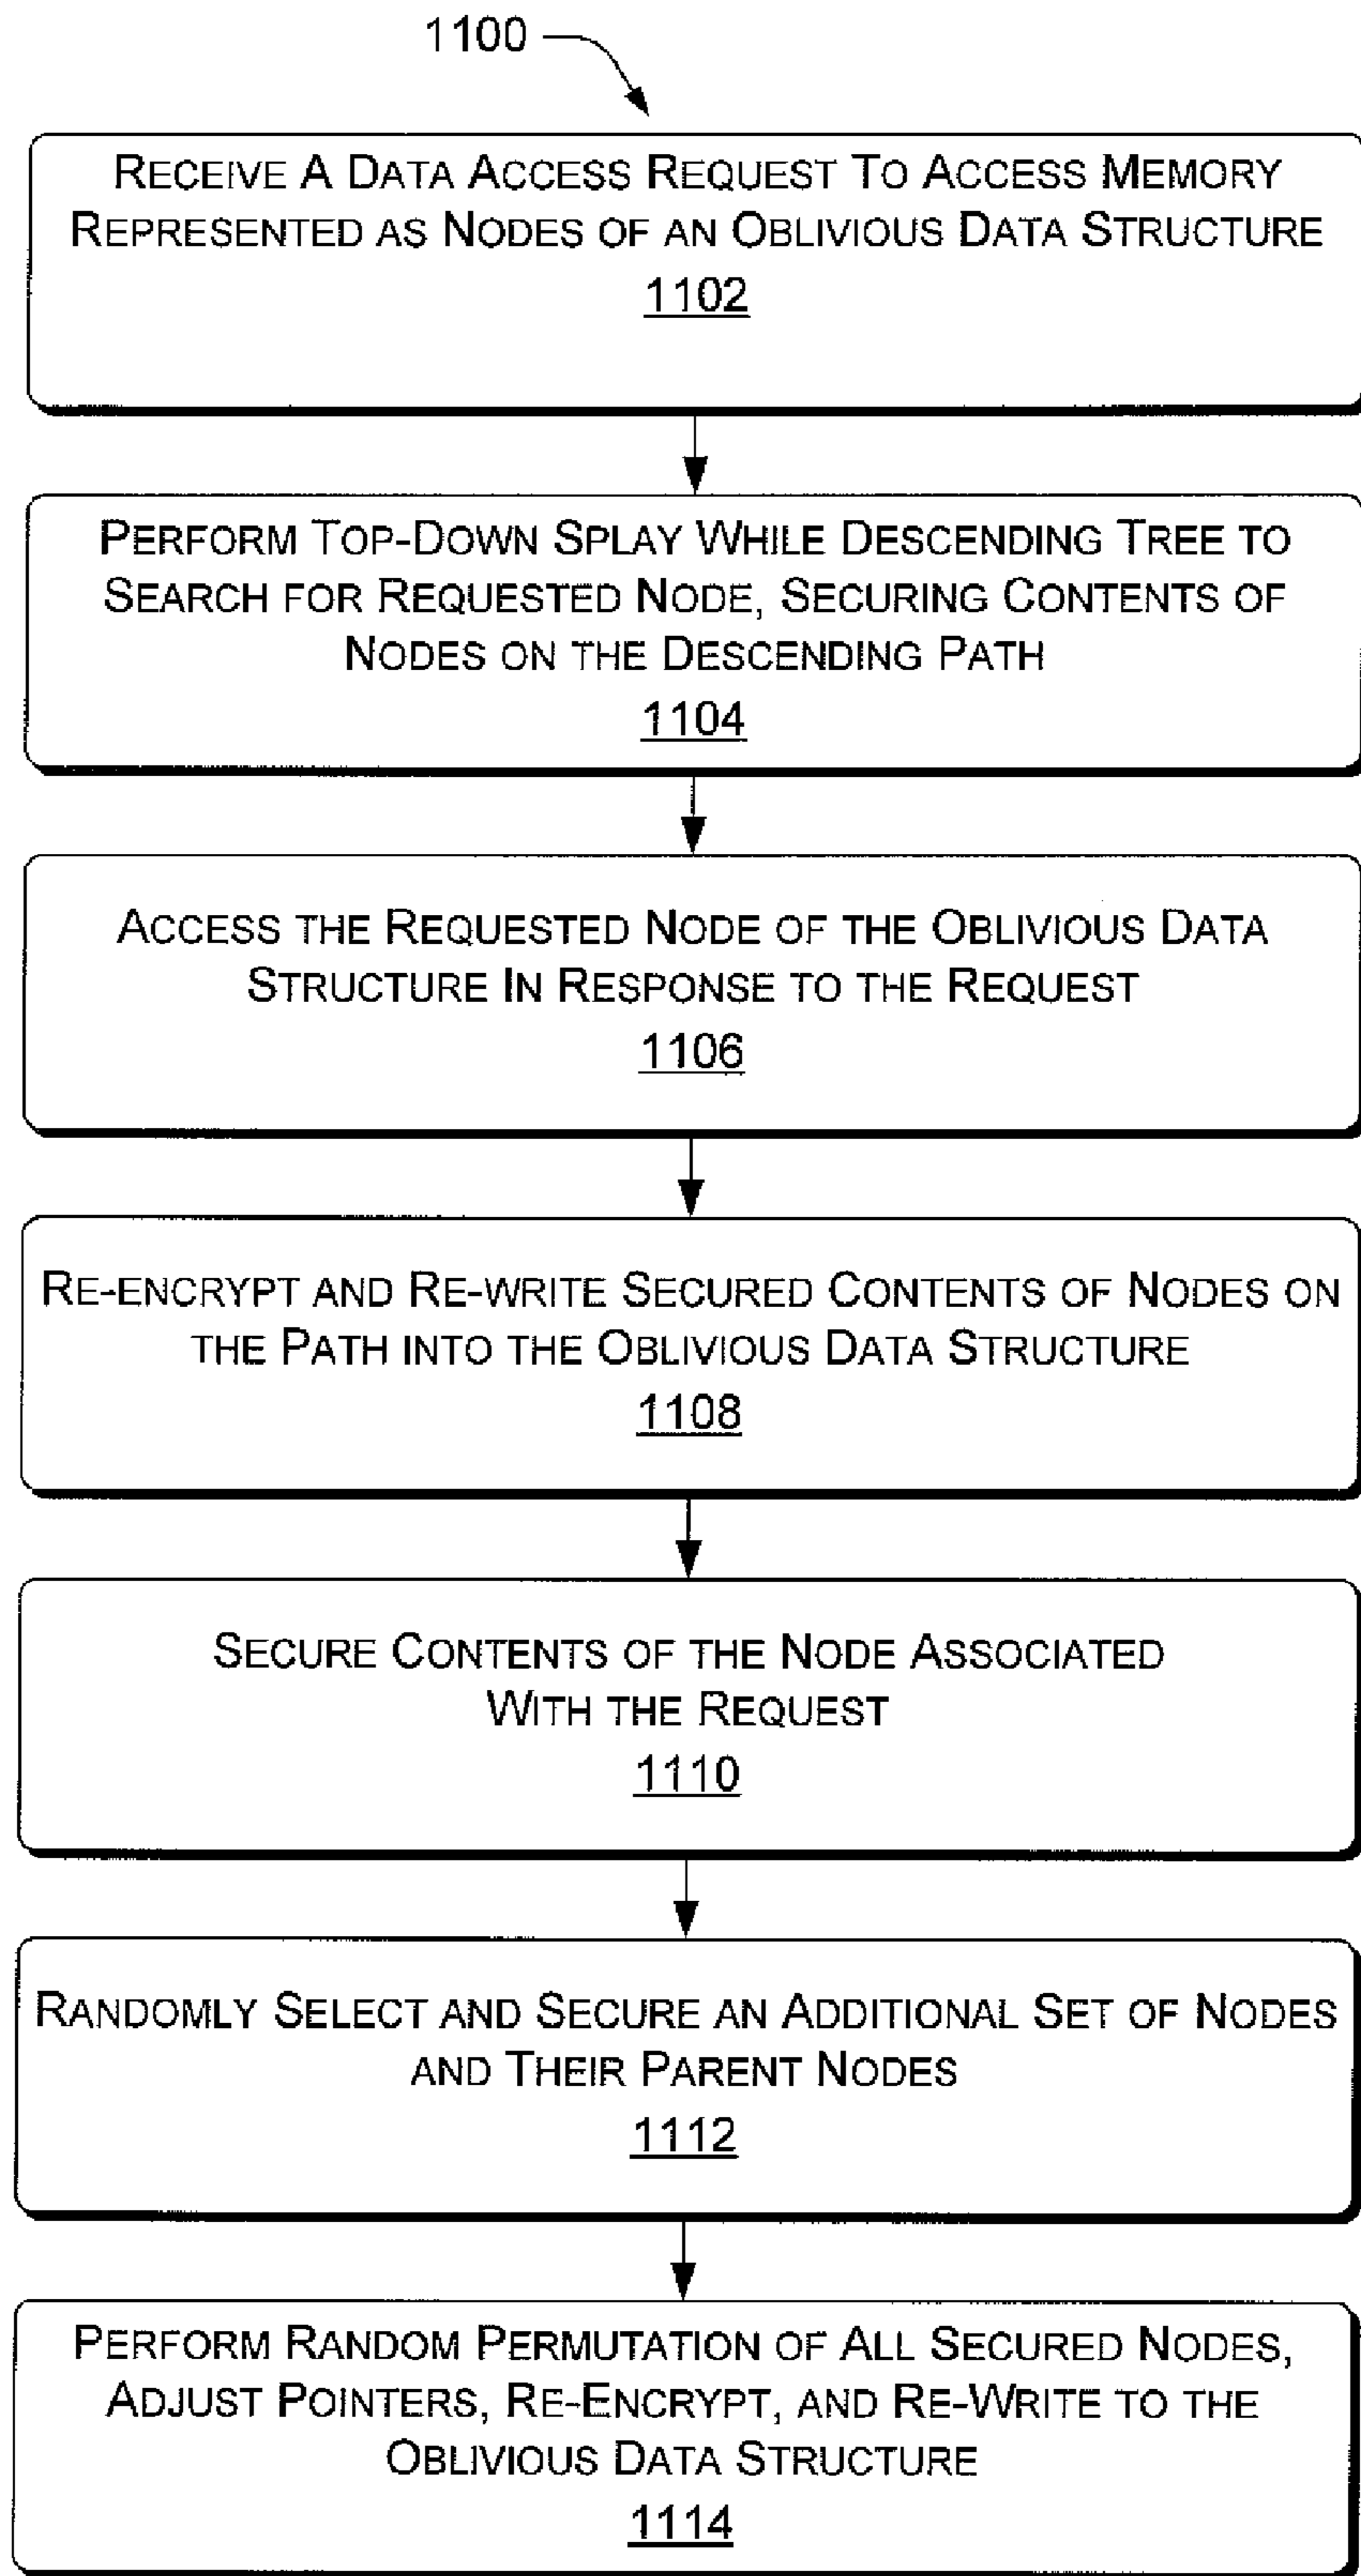 1100
RECEIVE A DATA ACCESS REQUEST TO ACCESS MEMORY
REPRESENTED AS NODES OF AN OBLIVIOUS DATA STRUCTURE
1102
PERFORM TOP-DOWN SPLAY WHILE DESCENDING TREE TO
SEARCH FOR REQUESTED NODE, SECURING CONTENTS OF
NODES ON THE DESCENDING PATH
1104
ACCESS THE REQUESTED NODE OF THE OBLIVIOUS DATA
STRUCTURE IN RESPONSE TO THE REQUEST
1106
RE-ENCRYPT AND RE-WRITE SECURED CONTENTS OF NODES ON
THE PATH INTO THE OBLIVIOUS DATA STRUCTURE
1108
SECURE CONTENTS OF THE NODE ASSOCIATED
WITH THE REQUEST
1110
RANDOMLY SELECT AND SECURE AN ADDITIONAL SET OF NODES
AND THEIR PARENT NODES
1112
PERFORM RANDOM PERMUTATION OF ALL SECURED NODES,
ADJUST POINTERS, RE-ENCRYPT, AND RE-WRITE TO THE
OBLIVIOUS DATA STRUCTURE
1114